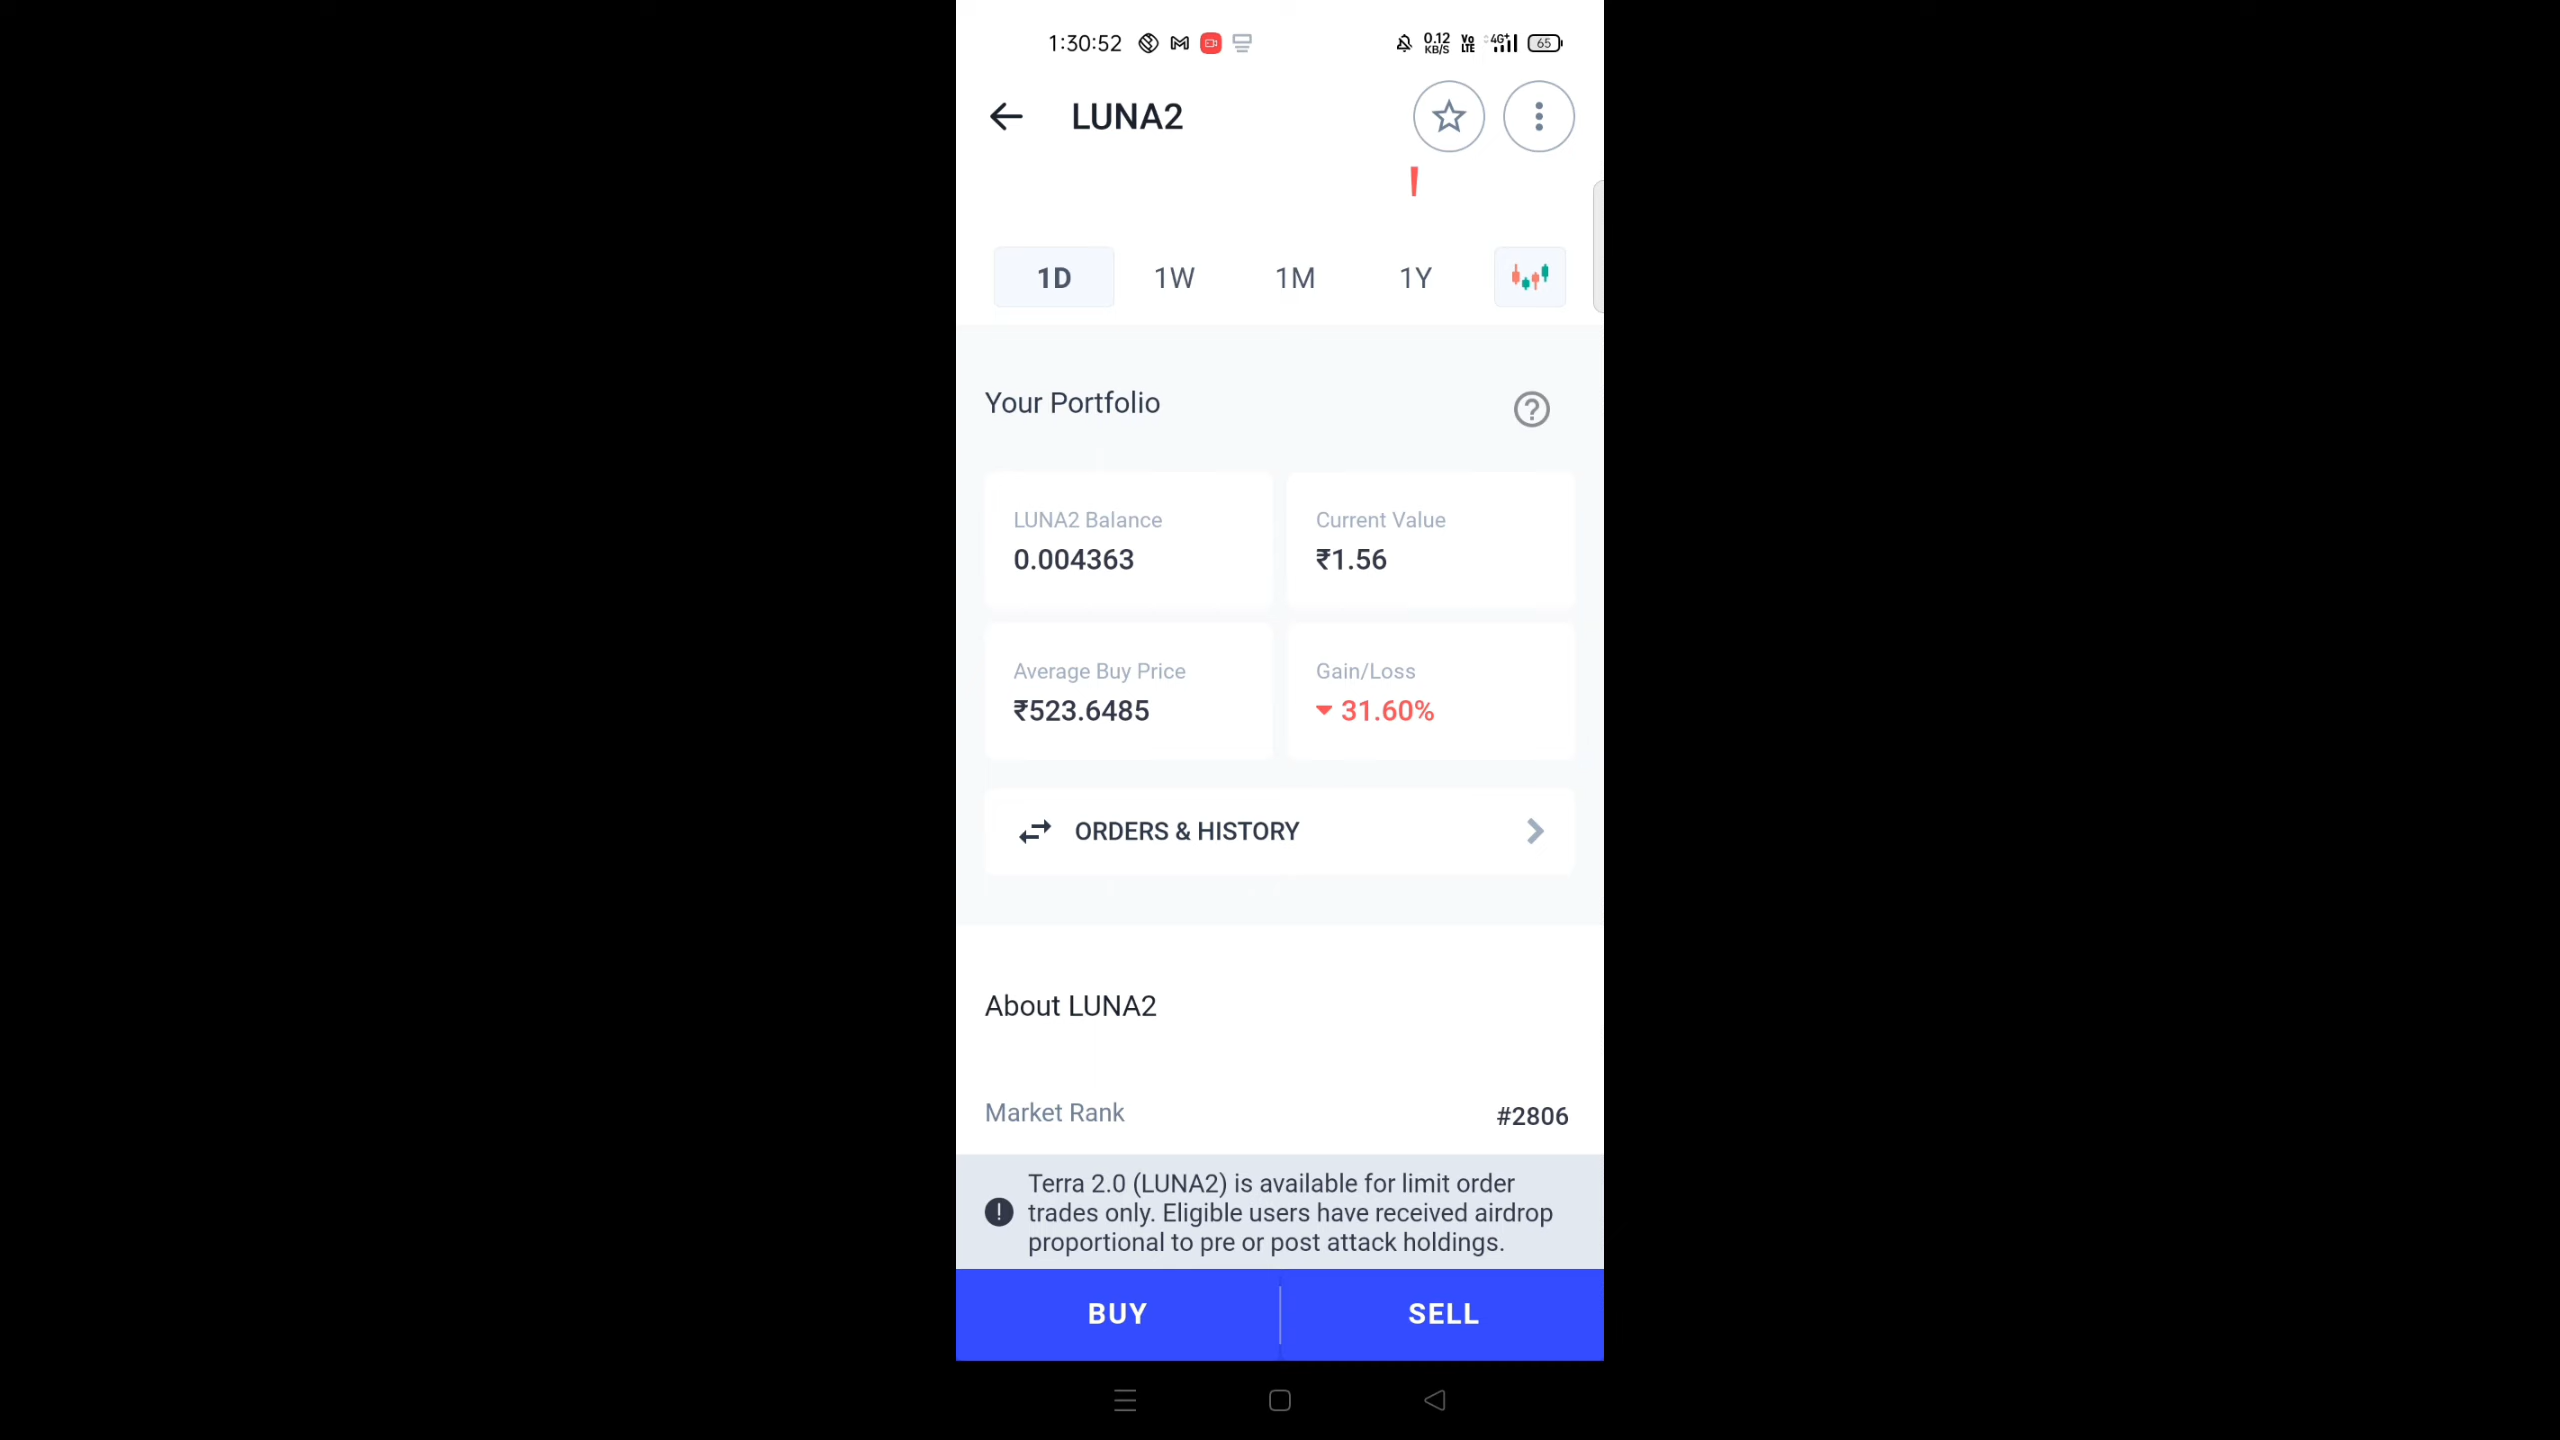 1:30:52
0.12
KB/S
Vo
LTE
4G+
65
LUNA2
1D
1W
1M
1Y
Your Portfolio
LUNA2 Balance
0.004363
Current Value
₹1.56
Average Buy Price
₹523.6485
Gain/Loss
31.60%
ORDERS & HISTORY
About LUNA2
Market Rank
#2806
Terra 2.0 (LUNA2) is available for limit order
trades only. Eligible users have received airdrop
proportional to pre or post attack holdings.
BUY
SELL